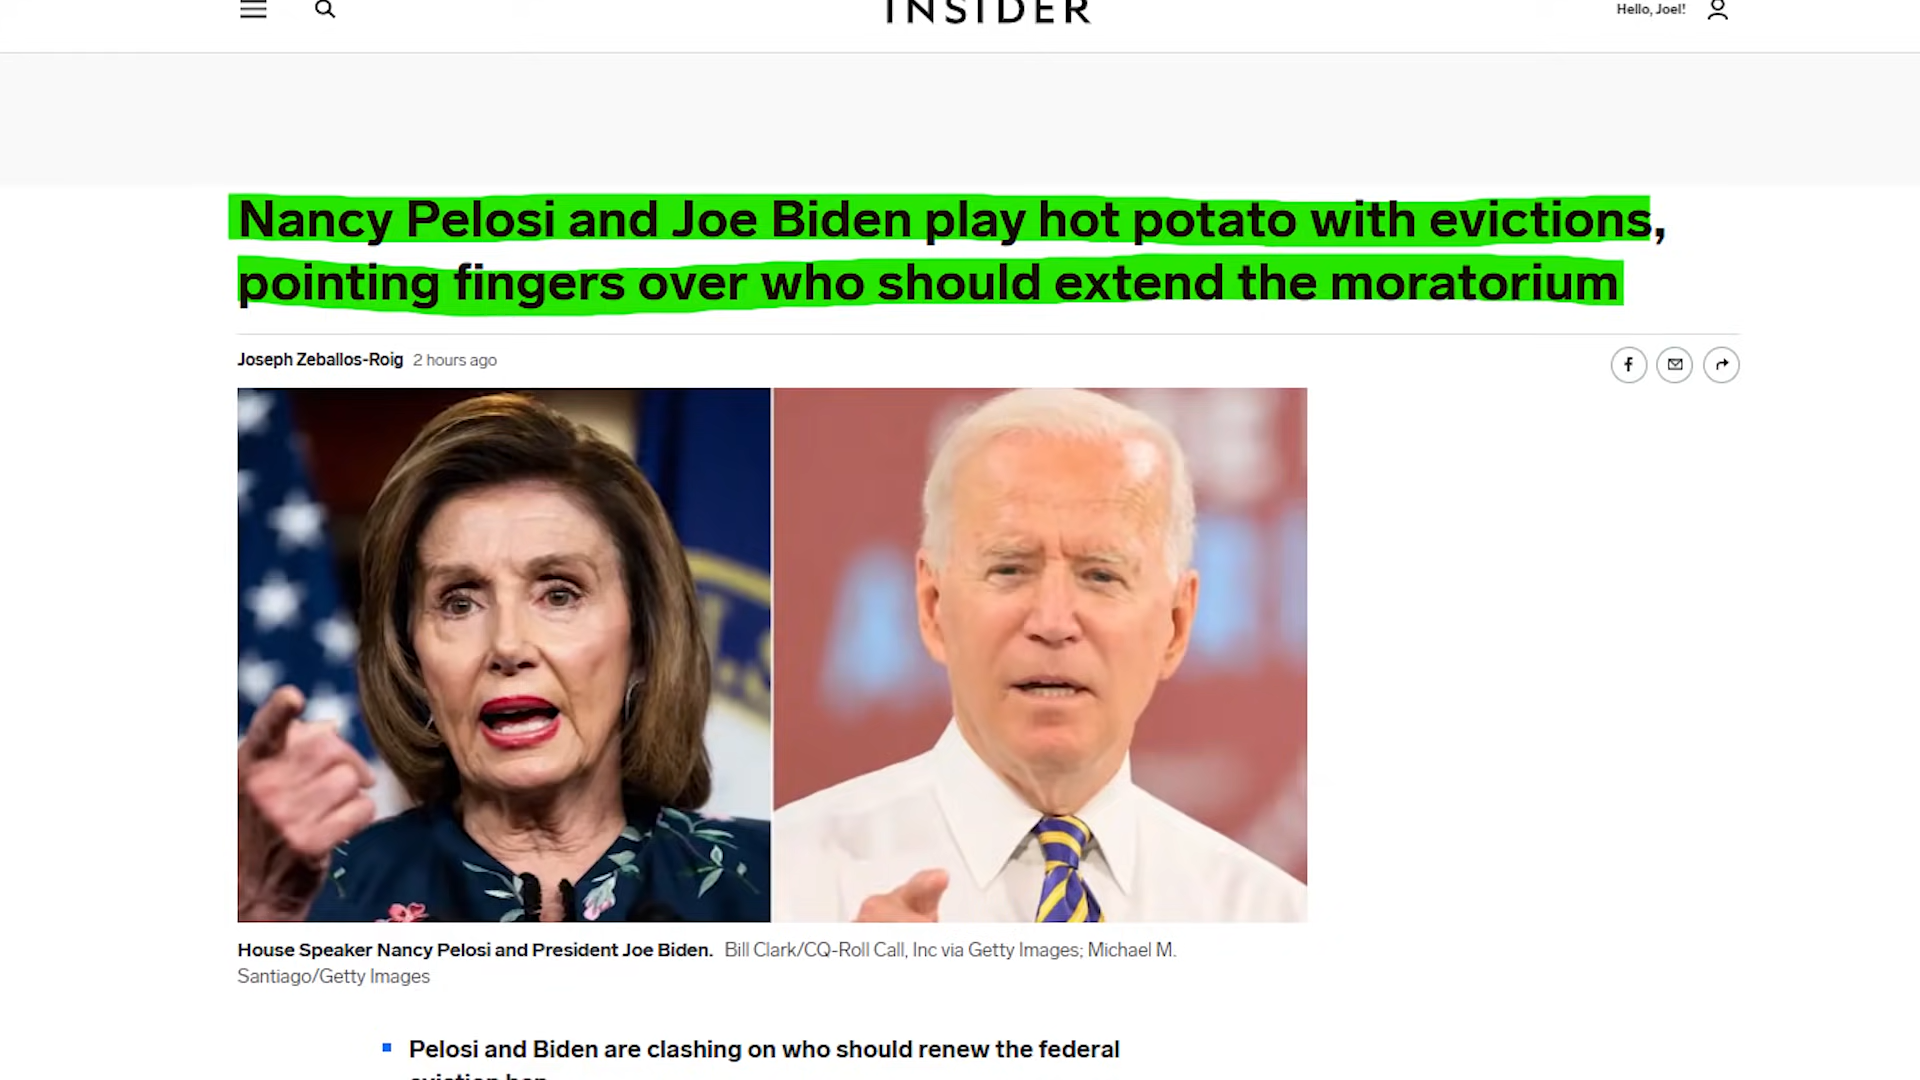 INSIDER
Hello, Joel!
Nancy Pelosi and Joe Biden play hot potato with evictions,
pointing fingers over who should extend the moratorium
Joseph Zeballos-Roig 2 hours ago
House Speaker Nancy Pelosi and President Joe Biden. Bill Clark/CQ-Roll Call, Inc via Getty Images; Michael M.
Santiago/Getty Images
Pelosi and Biden are clashing on who should renew the federal
eviction ban